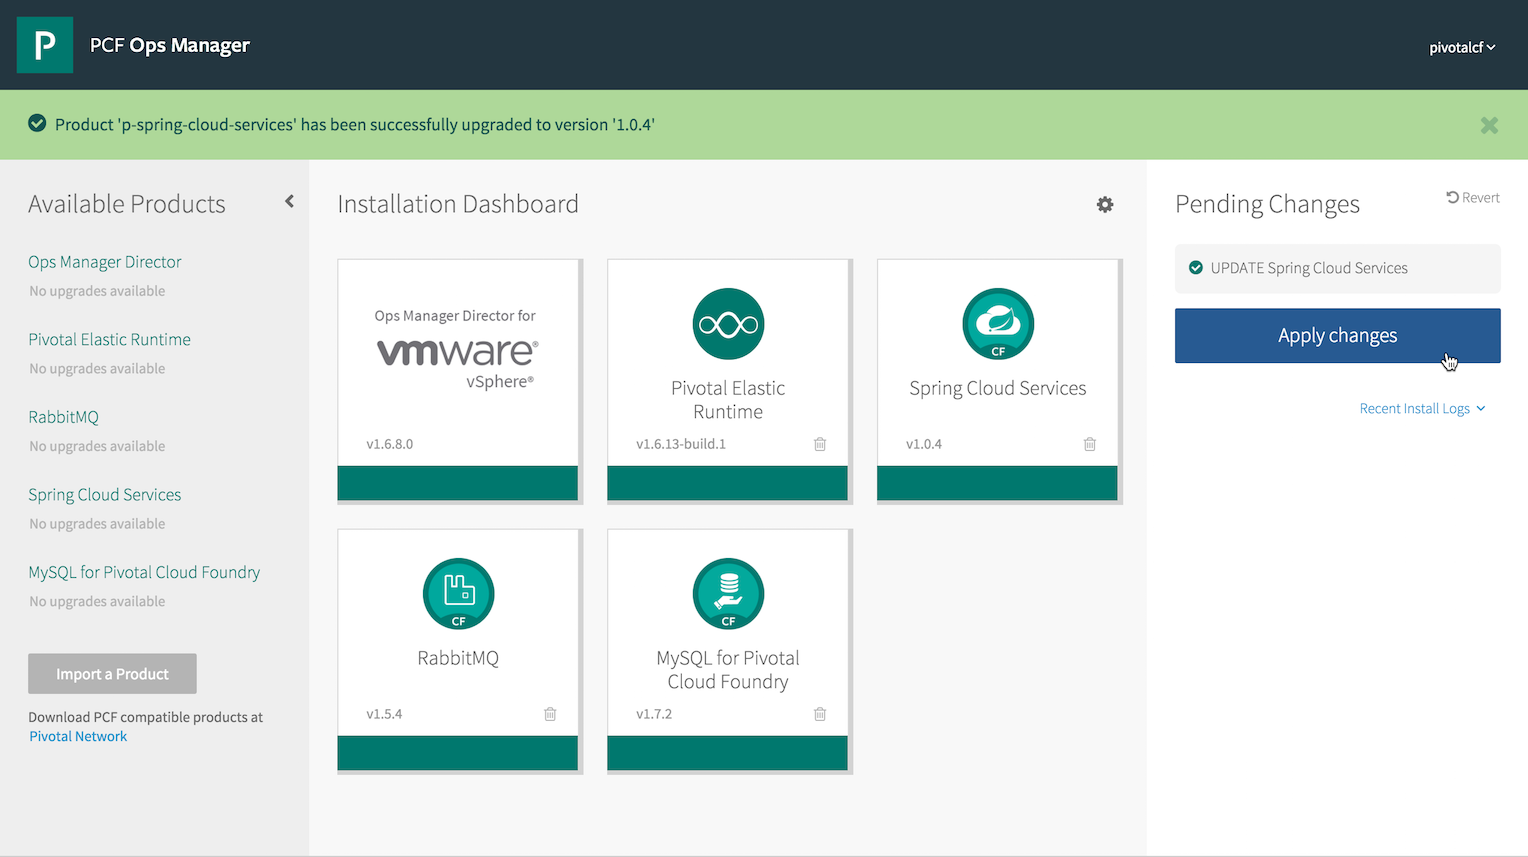 P
PCF Ops Manager
pivotalcf
Product 'p-spring-cloud-services' has been successfully upgraded to version '1.0.4'
Available Products
Ops Manager Director
No upgrades available
Pivotal Elastic Runtime
No upgrades available
RabbitMQ
No upgrades available
Spring Cloud Services
No upgrades available
MySQL for Pivotal Cloud Foundry
No upgrades available
Import a Product
Download PCF compatible products at
Pivotal Network
Installation Dashboard
Ops Manager Director for
vmware®
vSphere®
v1.6.8.0
Pivotal Elastic
Runtime
v1.6.13-build.1
CF
Spring Cloud Services
v1.0.4
CF
RabbitMQ
v1.5.4
CF
MySQL for Pivotal
Cloud Foundry
v1.7.2
Pending Changes
Revert
UPDATE Spring Cloud Services
Apply changes
Recent Install Logs